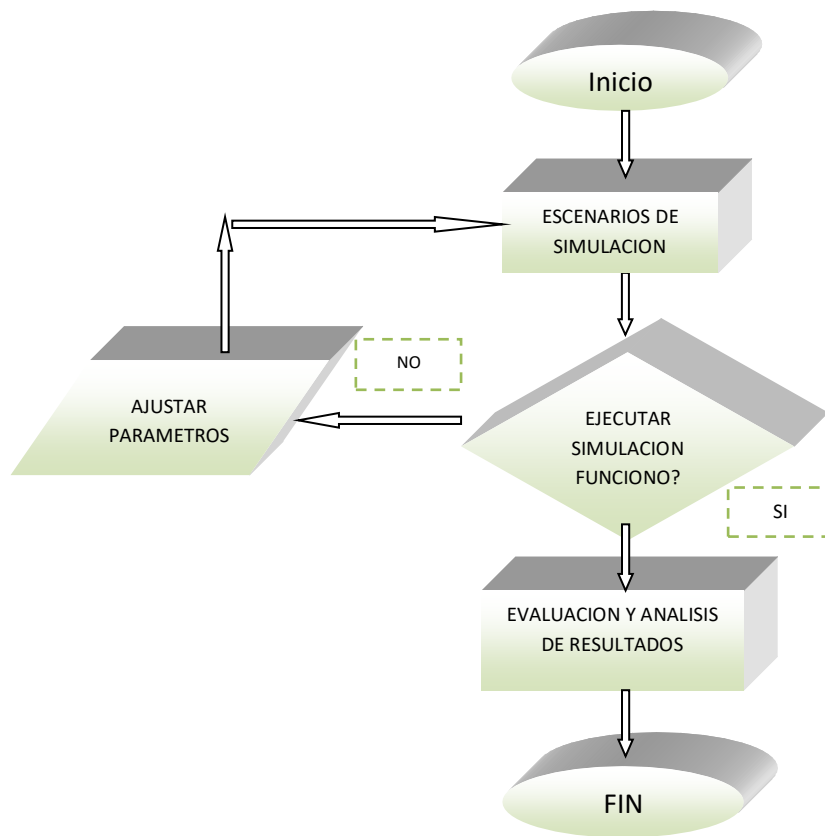 Inicio
ESCENARIOS DE
SIMULACION
NO
AJUSTAR
PARAMETROS
EJECUTAR
SIMULACION
FUNCIONO?
SI
EVALUACION Y ANALISIS
DE RESULTADOS
FIN